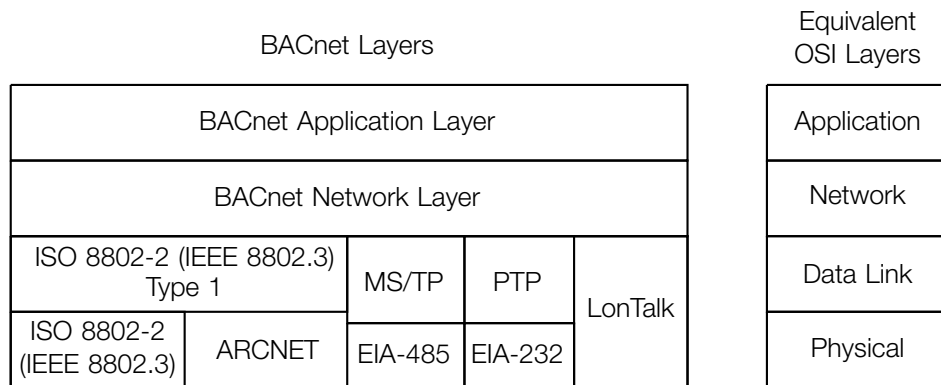 BACnet Layers
Equivalent
OSI Layers
BACnet Application Layer
Application
BACnet Network Layer
Network
ISO 8802-2 (IEEE 8802.3)
Type 1
MS/TP
PTP
LonTalk
Data Link
ISO 8802-2
(IEEE 8802.3)
ARCNET
EIA-485
EIA-232
Physical